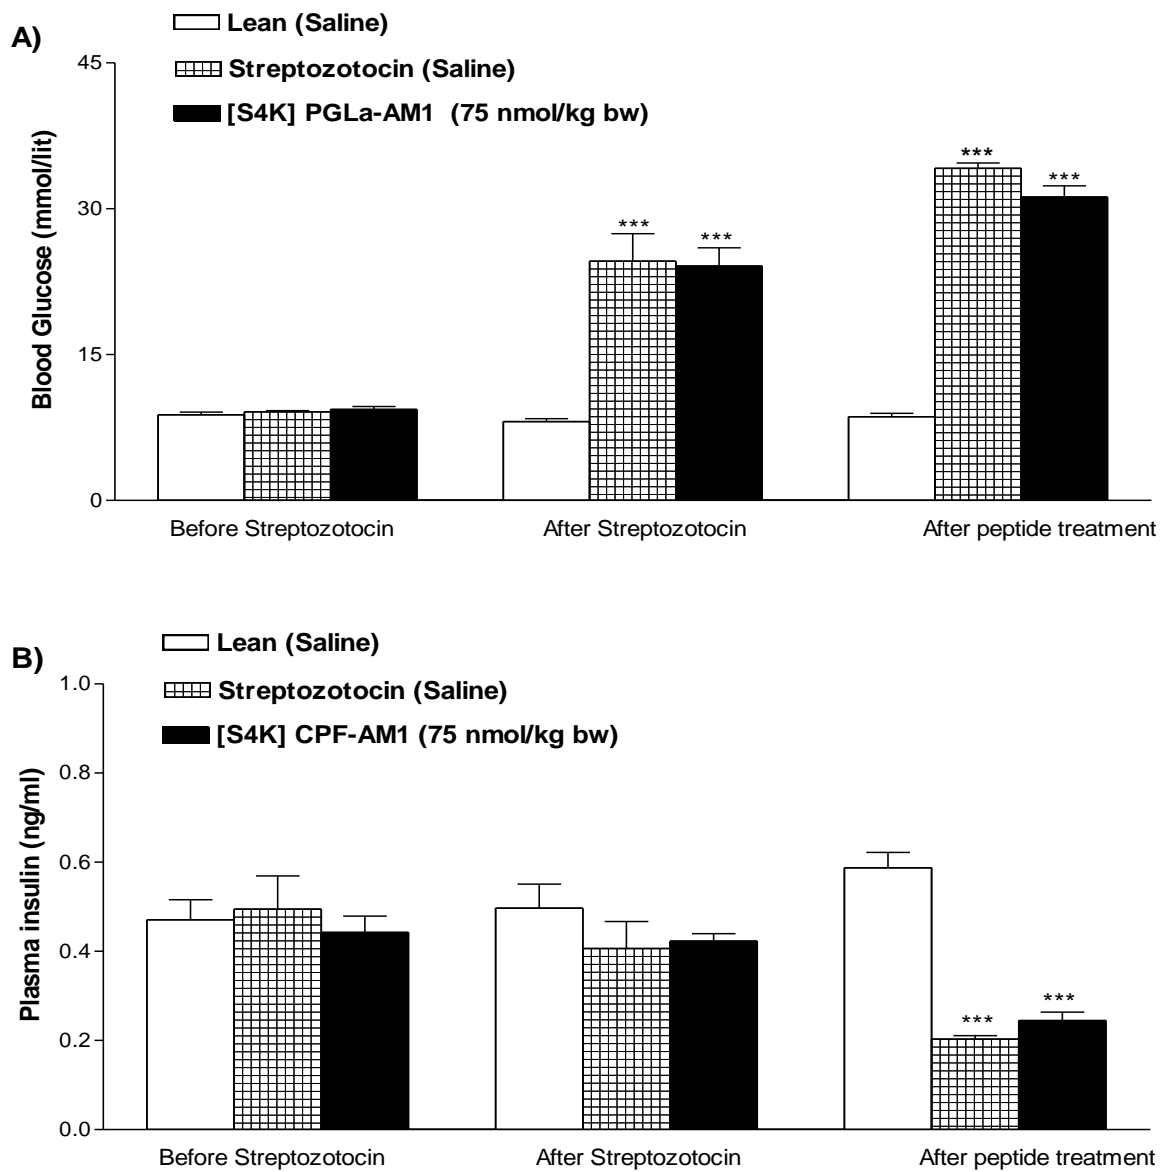 A)
Lean (Saline)
Streptozotocin (Saline)
[S4K] PGLa-AM1 (75 nmol/kg bw)
Blood Glucose (mmol/lit)
45
30
15
0
***
***
***
***
Before Streptozotocin
After Streptozotocin
After peptide treatment
B)
Lean (Saline)
Streptozotocin (Saline)
[S4K] CPF-AM1 (75 nmol/kg bw)
Plasma insulin (ng/ml)
1.0
0.8
0.6
0.4
0.2
0.0
***
***
Before Streptozotocin
After Streptozotocin
After peptide treatment